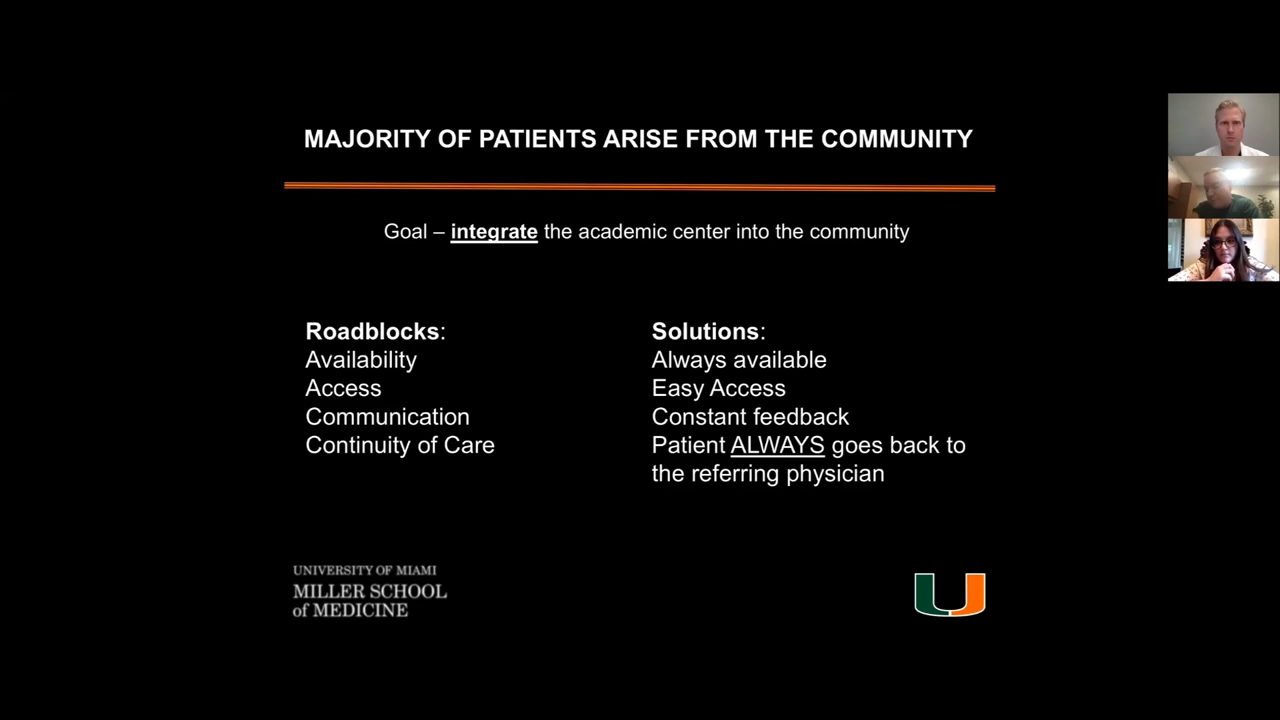 MAJORITY OF PATIENTS ARISE FROM THE COMMUNITY
Goal – integrate the academic center into the community
Roadblocks:
Availability
Access
Communication
Continuity of Care
Solutions:
Always available
Easy Access
Constant feedback
Patient ALWAYS goes back to
the referring physician
UNIVERSITY OF MIAMI
MILLER SCHOOL
of MEDICINE